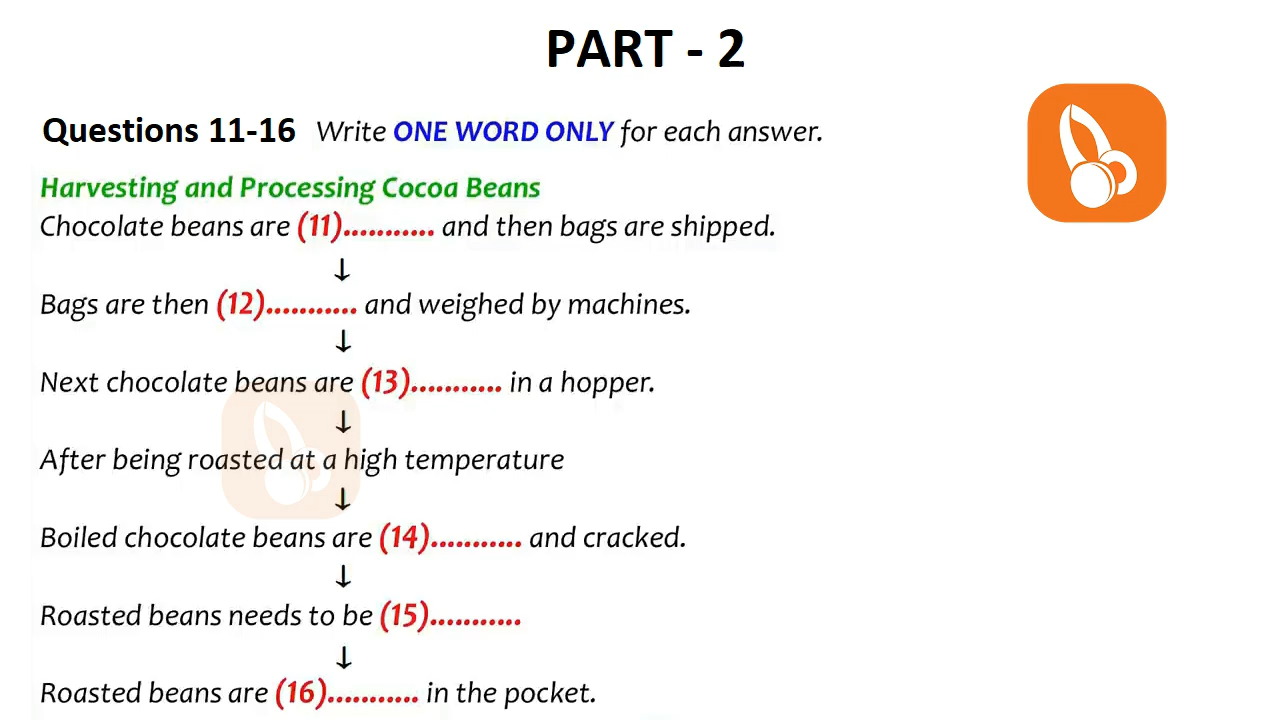 PART - 2
Questions 11-16 Write ONE WORD ONLY for each answer.
Harvesting and Processing Cocoa Beans
Chocolate beans are (11)........... and then bags are shipped.
↓
Bags are then (12)........... and weighed by machines.
↓
Next chocolate beans are (13)........... in a hopper.
↓
After being roasted at a high temperature
↓
Boiled chocolate beans are (14)........... and cracked.
↓
Roasted beans needs to be (15)...........
↓
Roasted beans are (16)........... in the pocket.